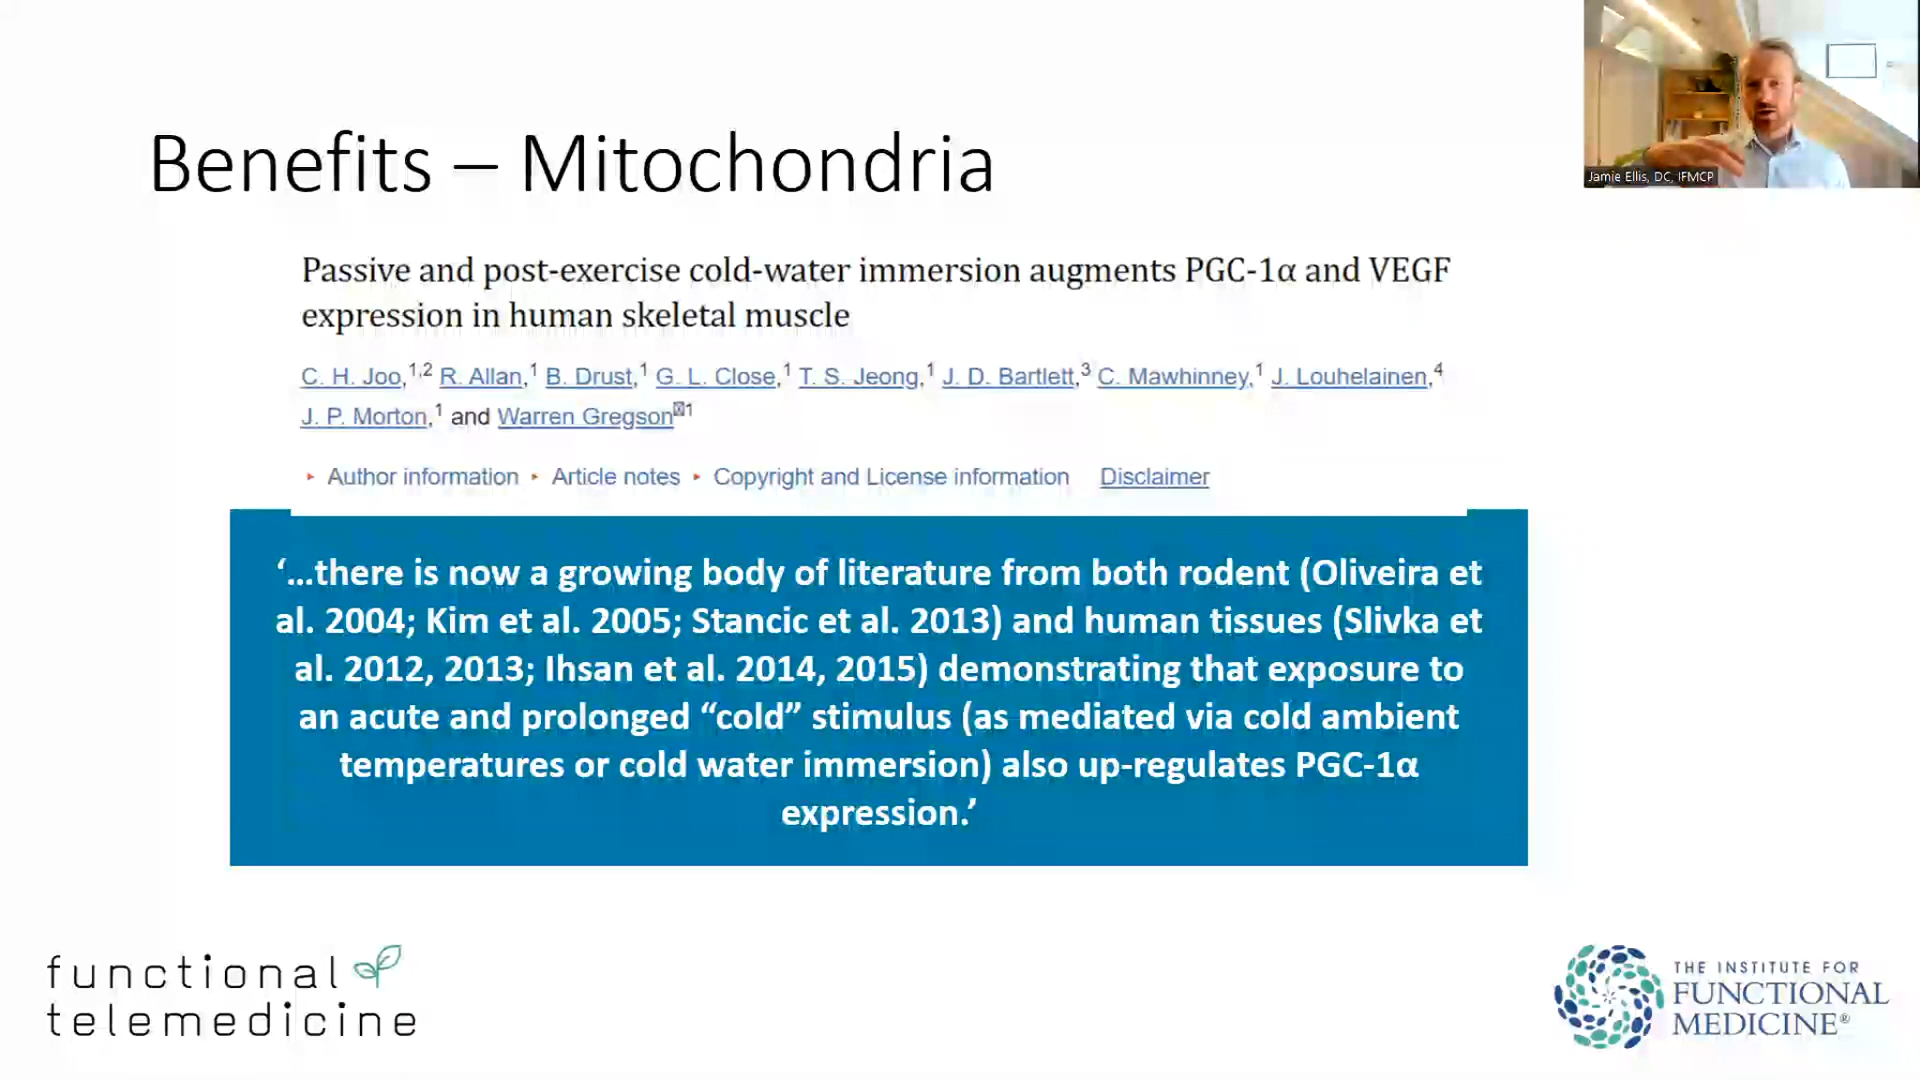 Jamie Ellis, DC, IFMCP
Benefits – Mitochondria
Passive and post-exercise cold-water immersion augments PGC-1α and VEGF
expression in human skeletal muscle
C. H. Joo,1,2 R. Allan,1 B. Drust,1 G. L. Close,1 T. S. Jeong,1 J. D. Bartlett,3 C. Mawhinney,1 J. Louhelainen,4
J. P. Morton,1 and Warren Gregson1
‣ Author information ‣ Article notes ‣ Copyright and License information Disclaimer
‘...there is now a growing body of literature from both rodent (Oliveira et
al. 2004; Kim et al. 2005; Stancic et al. 2013) and human tissues (Slivka et
al. 2012, 2013; Ihsan et al. 2014, 2015) demonstrating that exposure to
an acute and prolonged “cold” stimulus (as mediated via cold ambient
temperatures or cold water immersion) also up-regulates PGC-1α
expression.’
functional
telemedicine
THE INSTITUTE FOR
FUNCTIONAL
MEDICINE®